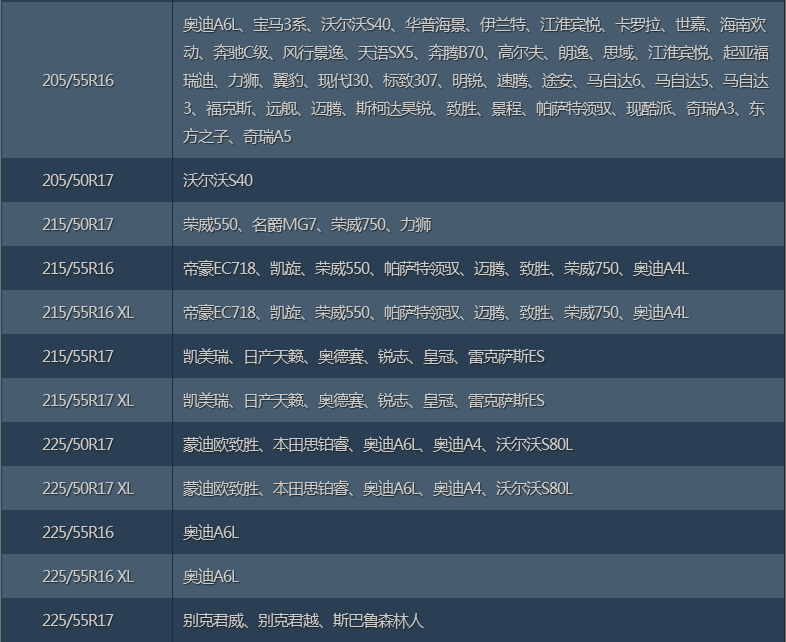 奥迪A6L、宝马3系、沃尔沃S40、华普海景、伊兰特、江淮宾悦、卡罗拉、世嘉、海南欢
动、奔驰C级、风行景逸、天语SX5、奔腾B70、高尔夫、朗逸、思域、江淮宾悦、起亚福
205/55R16
瑞迪、力狮、翼豹、现代I30、标致307、明锐、速腾、途安、马自达6、马自达5、马自达
3、福克斯、远舰、迈腾、斯柯达昊锐、致胜、景程、帕萨特领驭、现酷派、奇瑞A3、东
方之子、奇瑞A5
205/50R17 沃尔沃S40
215/50R17 荣威550、名爵MG7、荣威750、力狮
215/55R16 帝豪EC718、凯旋、荣威550、帕萨特领驭、迈腾、致胜、荣威750、奥迪A4L
215/55R16 XL 帝豪EC718、凯旋、荣威550、帕萨特领驭、迈腾、致胜、荣威750、奥迪A4L
215/55R17 凯美瑞、日产天籁、奥德赛、锐志、皇冠、雷克萨斯ES
215/55R17 XL 凯美瑞、日产天籁、奥德赛、锐志、皇冠、雷克萨斯ES
225/50R17 蒙迪欧致胜、本田思铂睿、奥迪A6L、奥迪A4、沃尔沃S80L
225/50R17 XL 蒙迪欧致胜、本田思铂睿、奥迪A6L、奥迪A4、沃尔沃S80L
225/55R16 奥迪A6L
225/55R16 XL 奥迪A6L
225/55R17 别克君威、别克君越、斯巴鲁森林人